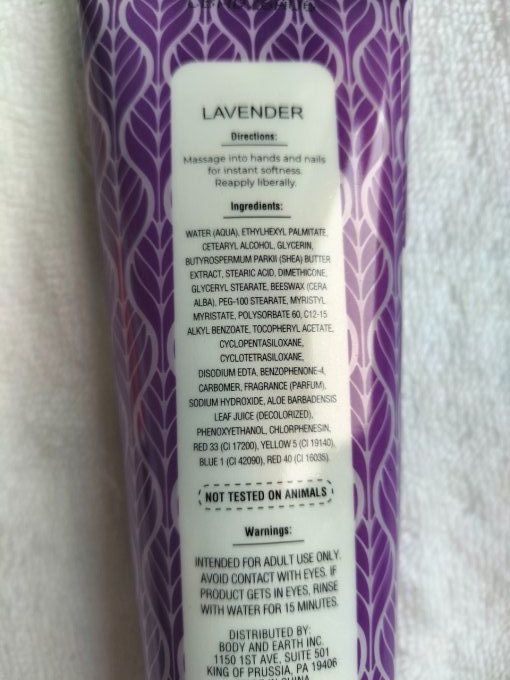 LAVENDER
Directions:
Massage into hands and nails
for instant softness.
Reapply liberally.
Ingredients:
WATER (AQUA), ETHYLHEXYL PALMITATE,
CETEARYL ALCOHOL, GLYCERIN,
BUTYROSPERMUM PARKII (SHEA) BUTTER
EXTRACT, STEARIC ACID, DIMETHICONE,
GLYCERYL STEARATE, BEESWAX (CERA
ALBA), PEG-100 STEARATE, MYRISTYL
MYRISTATE, POLYSORBATE 60, C12-15
ALKYL BENZOATE, TOCOPHERYL ACETATE,
CYCLOPENTASILOXANE,
CYCLOTETRASILOXANE,
DISODIUM EDTA, BENZOPHENONE-4,
CARBOMER, FRAGRANCE (PARFUM),
SODIUM HYDROXIDE, ALOE BARBADENSIS
LEAF JUICE (DECOLORIZED),
PHENOXYETHANOL, CHLORPHENESIN,
RED 33 (CI 17200), YELLOW 5 (CI 19140),
BLUE 1 (CI 42090), RED 40 (CI 16035).
NOT TESTED ON ANIMALS
Warnings:
INTENDED FOR ADULT USE ONLY.
AVOID CONTACT WITH EYES. IF
PRODUCT GETS IN EYES, RINSE
WITH WATER FOR 15 MINUTES.
DISTRIBUTED BY:
BODY AND EARTH INC.
1150 1ST AVE, SUITE 501
KING OF PRUSSIA, PA 19406
IN CHINA